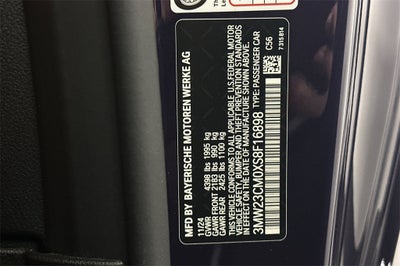 MFD BY BAYERISCHE MOTOREN WERKE AG
11/24
GVWR 4398 lbs 1995 kg
GAWR FRONT 2183 lbs 990 kg
GAWR REAR 2425 lbs 1100 kg
THIS VEHICLE CONFORMS TO ALL APPLICABLE U.S.FEDERAL MOTOR
VEHICLE SAFETY, BUMPER, AND THEFT PREVENTION STANDARDS
IN EFFECT ON THE DATE OF MANUFACTURE SHOWN ABOVE.
3MW23CM0XS8F16898 TYPE: PASSENGER CAR
C56
7315814